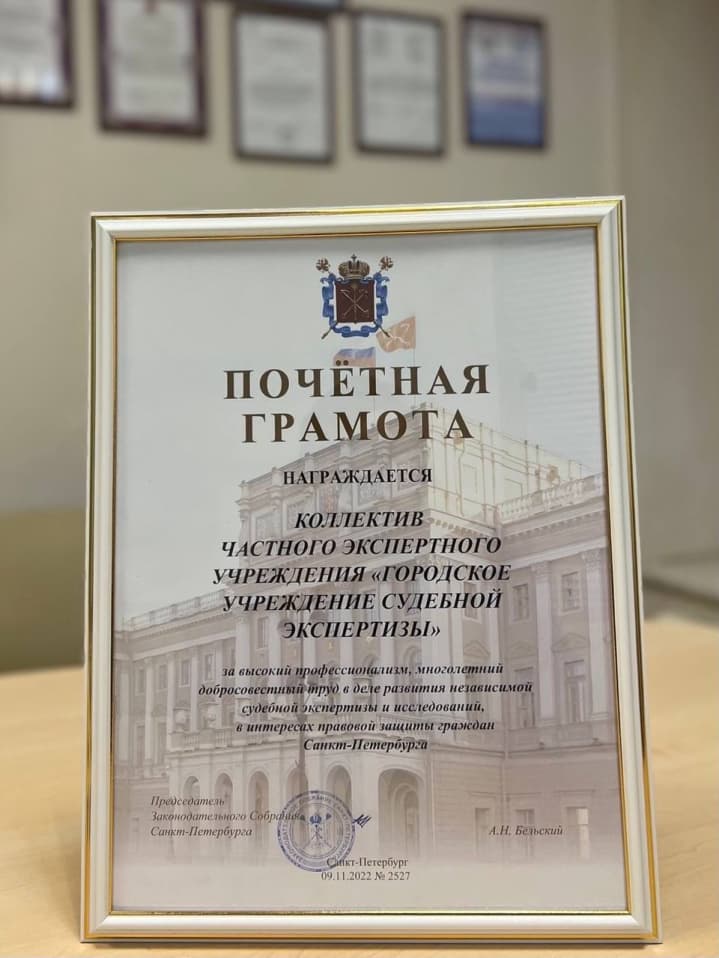 ПОЧЁТНАЯ
ГРАМОТА
НАГРАЖДАЕТСЯ
КОЛЛЕКТИВ
ЧАСТНОГО ЭКСПЕРТНОГО
УЧРЕЖДЕНИЯ «ГОРОДСКОЕ
УЧРЕЖДЕНИЕ СУДЕБНОЙ
ЭКСПЕРТИЗЫ»
за высокий профессионализм, многолетний
добросовестный труд в деле развития независимой
судебной экспертизы и исследований,
в интересах правовой защиты граждан
Санкт-Петербурга
Председатель
Законодательного Собрания
Санкт-Петербурга
А.Н. Бельский
Санкт-Петербург
09.11.2022 № 2527